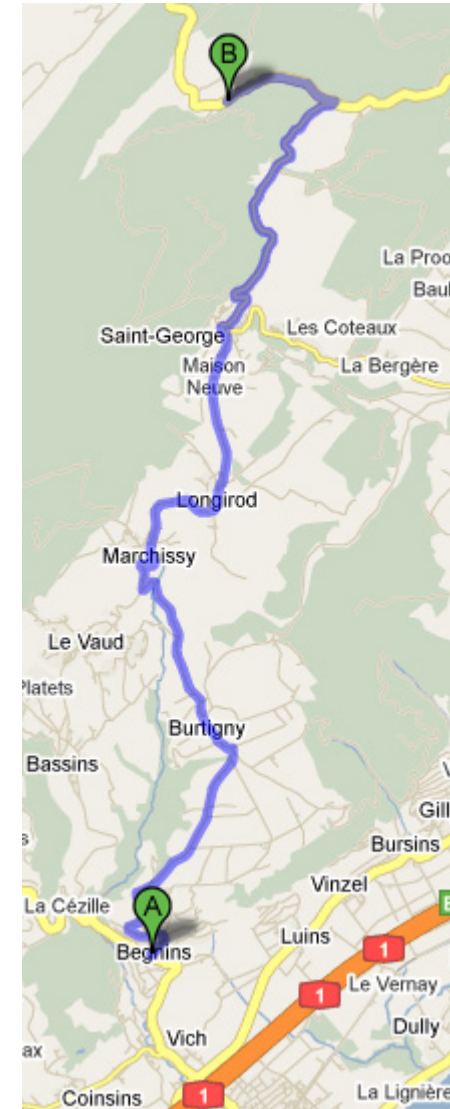 B
La Proo
Baul
Les Coteaux
Saint-George
La Bergère
Maison
Neuve
Longirod
Marchissy
Le Vaud
Platets
Burtigny
Bassins
Gill
Bursins
Vinzel
La Cézille
A
Luins
Begnins
1
1
Le Vernay
Dully
Vich
ax
1
Coinsins
La Lignière